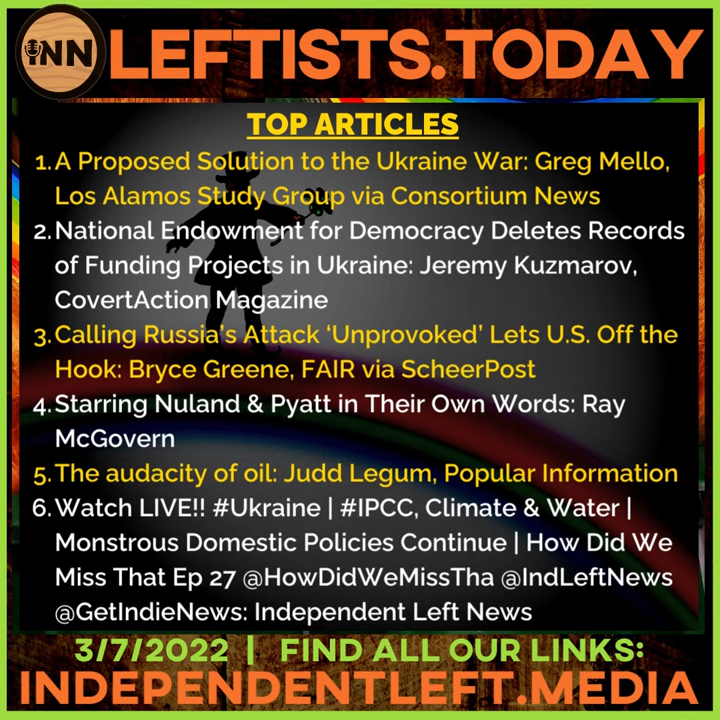 iNN
LEFTISTS.TODAY
TOP ARTICLES
1. A Proposed Solution to the Ukraine War: Greg Mello,
Los Alamos Study Group via Consortium News
2. National Endowment for Democracy Deletes Records
of Funding Projects in Ukraine: Jeremy Kuzmarov,
CovertAction Magazine
3. Calling Russia's Attack ‘Unprovoked’ Lets U.S. Off the
Hook: Bryce Greene, FAIR via ScheerPost
4. Starring Nuland & Pyatt in Their Own Words: Ray
McGovern
5. The audacity of oil: Judd Legum, Popular Information
6. Watch LIVE!! #Ukraine | #IPCC, Climate & Water |
Monstrous Domestic Policies Continue | How Did We
Miss That Ep 27 @HowDidWeMissTha @IndLeftNews
@GetIndieNews: Independent Left News
3/7/2022 | FIND ALL OUR LINKS:
INDEPENDENTLEFT.MEDIA